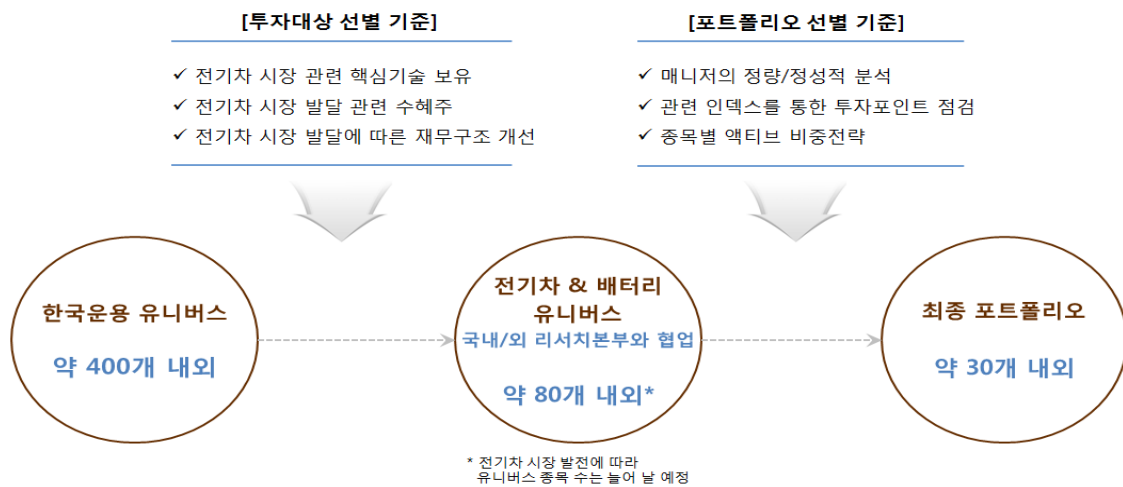 [투자대상 선별 기준]
✓ 전기차 시장 관련 핵심기술 보유
✓ 전기차 시장 발달 관련 수혜주
✓ 전기차 시장 발달에 따른 재무구조 개선
[포트폴리오 선별 기준]
✓ 매니저의 정량/정성적 분석
✓ 관련 인덱스를 통한 투자포인트 점검
✓ 종목별 액티브 비중전략
한국운용 유니버스
약 400개 내외
전기차 & 배터리
유니버스
국내/외 리서치본부와 협업
약 80개 내외*
최종 포트폴리오
약 30개 내외
* 전기차 시장 발전에 따라
유니버스 종목 수는 늘어 날 예정